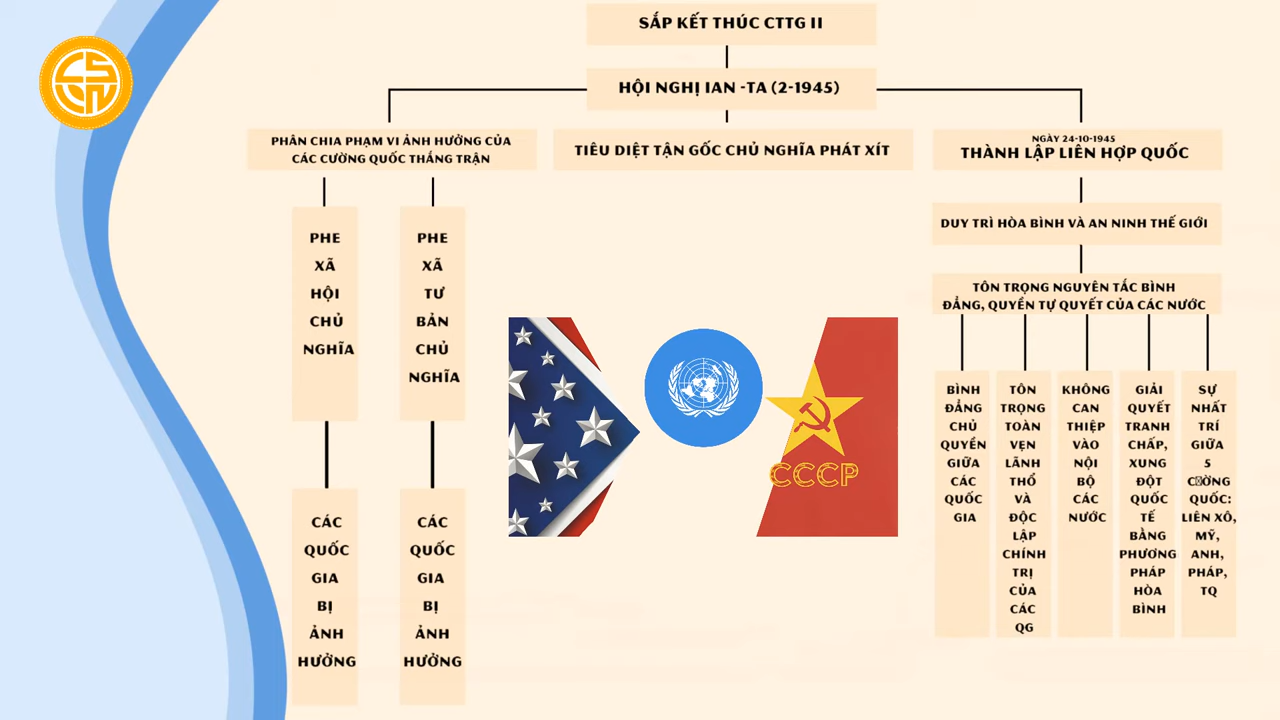 SẮP KẾT THÚC CTTG II
HỘI NGHỊ IAN -TA (2-1945)
PHÂN CHIA PHẠM VI ẢNH HƯỞNG CỦA
CÁC CƯỜNG QUỐC THẮNG TRẬN
TIÊU DIỆT TẬN GỐC CHỦ NGHĨA PHÁT XÍT
NGÀY 24-10-1945
THÀNH LẬP LIÊN HỢP QUỐC
PHE
XÃ
HỘI
CHỦ
NGHĨA
PHE
XÃ
TƯ
BẢN
CHỦ
NGHĨA
CÁC
QUỐC
GIA
BỊ
ẢNH
HƯỞNG
CÁC
QUỐC
GIA
BỊ
ẢNH
HƯỞNG
CCCP
DUY TRÌ HÒA BÌNH VÀ AN NINH THẾ GIỚI
TÔN TRỌNG NGUYÊN TẮC BÌNH
ĐẲNG, QUYỀN TỰ QUYẾT CỦA CÁC NƯỚC
BÌNH
ĐẲNG
CHỦ
QUYỀN
GIỮA
CÁC
QUỐC
GIA
TÔN
TRỌNG
TOÀN
VẸN
LÃNH
THỔ
VÀ
ĐỘC
LẬP
CHÍNH
TRỊ
CỦA
CÁC
QG
KHÔNG
CAN
THIỆP
VÀO
NỘI
BỘ
CÁC
NƯỚC
GIẢI
QUYẾT
TRANH
CHẤP,
XUNG
ĐỘT
QUỐC
TẾ
BẰNG
PHƯƠNG
PHÁP
HÒA
BÌNH
SỰ
NHẤT
TRÍ
GIỮA
5
C▯ỜNG
QUỐC:
LIÊN XÔ,
MỸ,
ANH,
PHÁP,
TQ